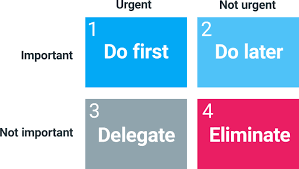 Urgent Not urgent
1 2
Important Do first Do later
3 4
Not important Delegate Eliminate